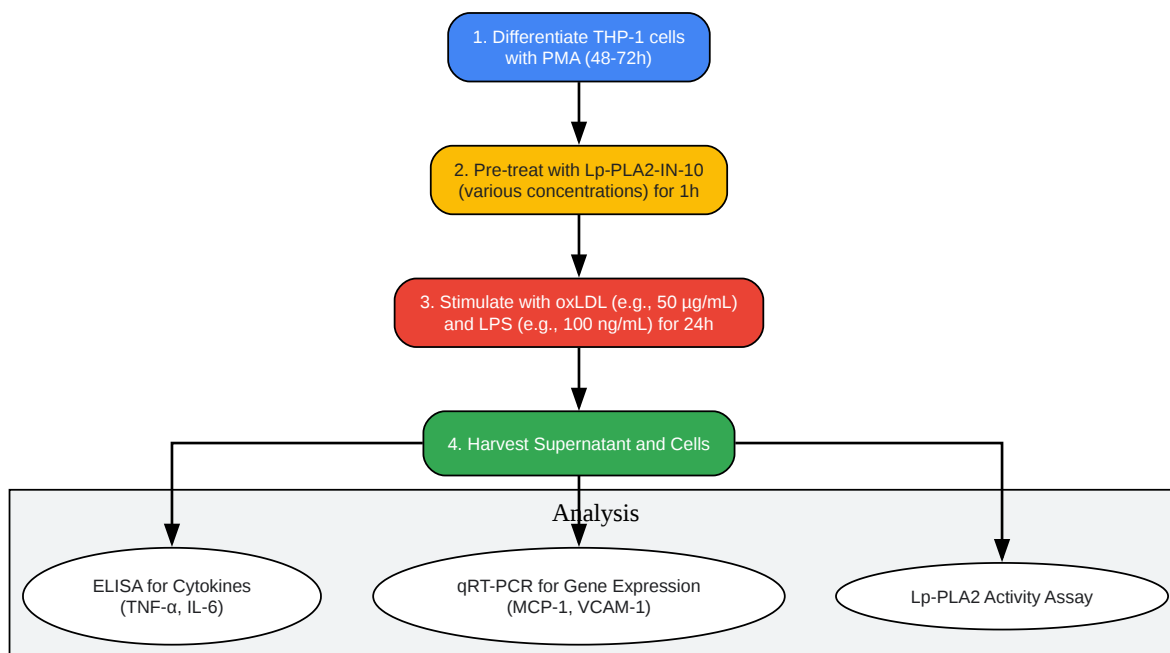 1. Differentiate THP-1 cells
with PMA (48-72h)
2. Pre-treat with Lp-PLA2-IN-10
(various concentrations) for 1h
3. Stimulate with oxLDL (e.g., 50 µg/mL)
and LPS (e.g., 100 ng/mL) for 24h
4. Harvest Supernatant and Cells
Analysis
ELISA for Cytokines
(TNF-α, IL-6)
qRT-PCR for Gene Expression
(MCP-1, VCAM-1)
Lp-PLA2 Activity Assay